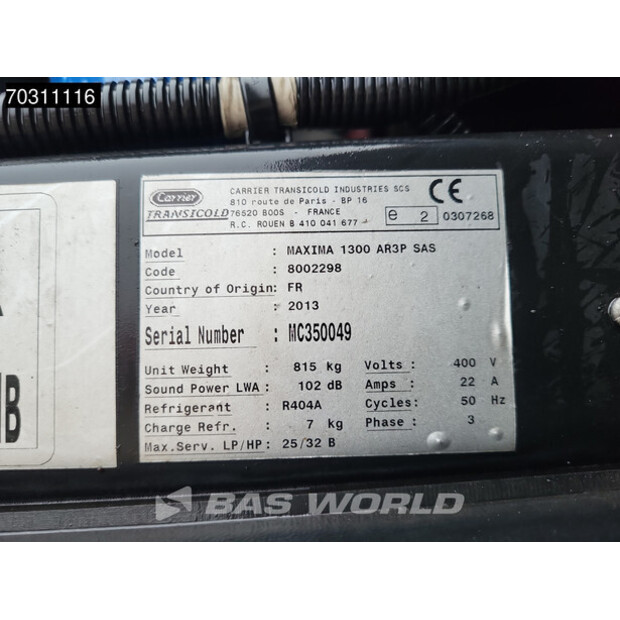 70311116
Carrier
TRANSICOLD
CARRIER TRANSICOLD INDUSTRIES SCS
810 route de Paris - BP 16
76520 BOOS - FRANCE
R.C. ROUEN B 410 041 677
CE
e 2 0307268
Model : MAXIMA 1300 AR3P SAS
Code : 8002298
Country of Origin: FR
Year : 2013
Serial Number : MC350049
Unit Weight : 815 kg Volts : 400 V
Sound Power LWA : 102 dB Amps : 22 A
Refrigerant : R404A Cycles: 50 Hz
Charge Refr. : 7 kg Phase : 3
Max.Serv. LP/HP: 25/32 B
BAS WORLD